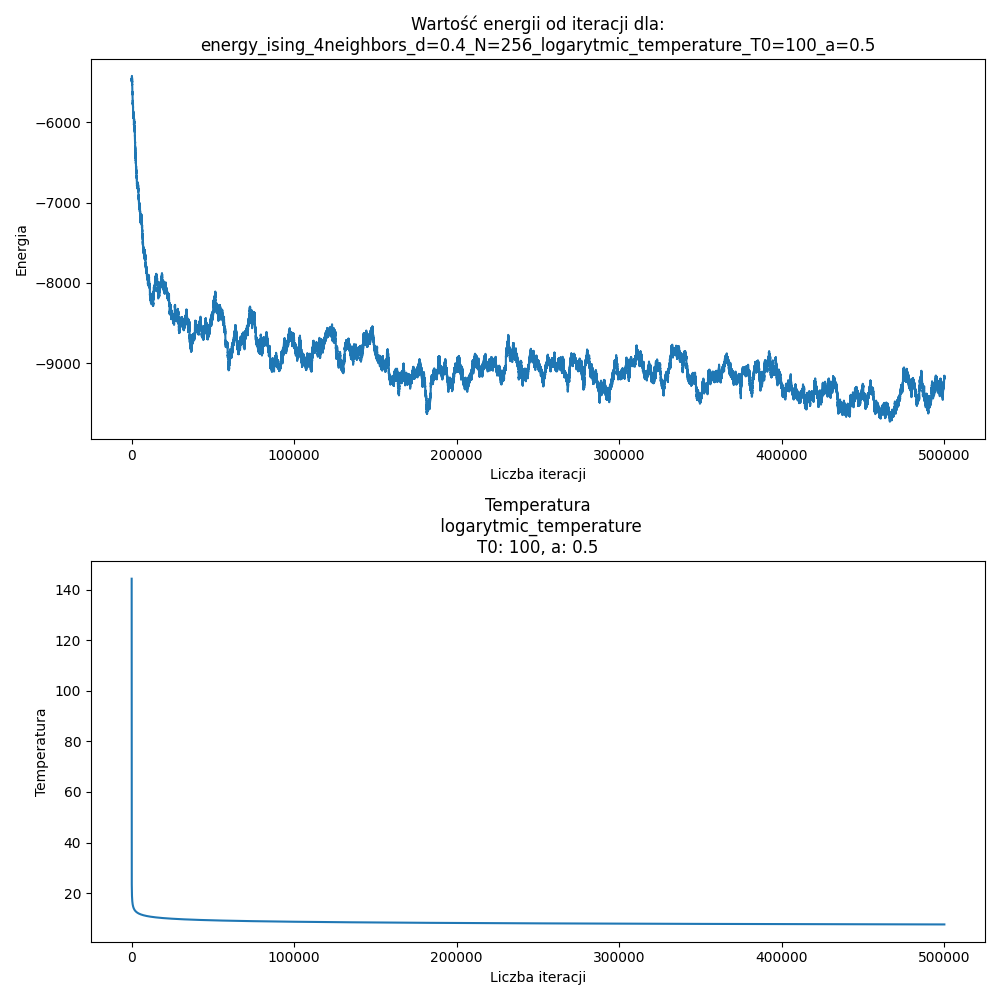 Wartość energii od iteracji dla:
energy_ising_4neighbors_d=0.4_N=256_logarytmic_temperature_T0=100_a=0.5
−6000
−7000
−8000
−9000
Energia
0 100000 200000 300000 400000 500000
Liczba iteracji
Temperatura
logarytmic_temperature
T0: 100, a: 0.5
140
120
100
80
60
40
20
Temperatura
0 100000 200000 300000 400000 500000
Liczba iteracji